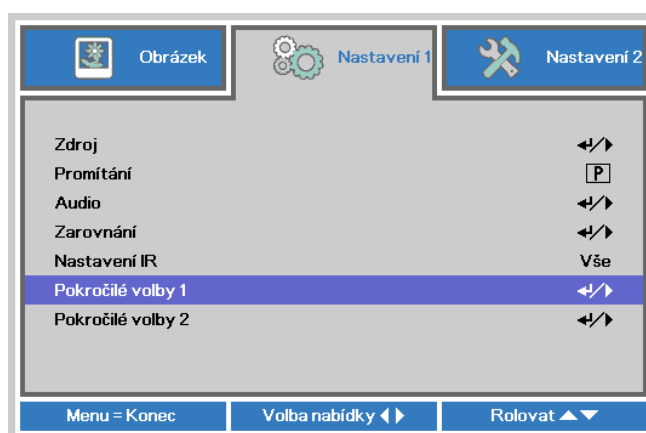 Obrázek Nastavení 1 Nastavení 2
Zdroj
Promítání P
Audio
Zarovnání
Nastavení IR Vše
Pokročilé volby 1
Pokročilé volby 2
Menu = Konec Volba nabídky Rolovat